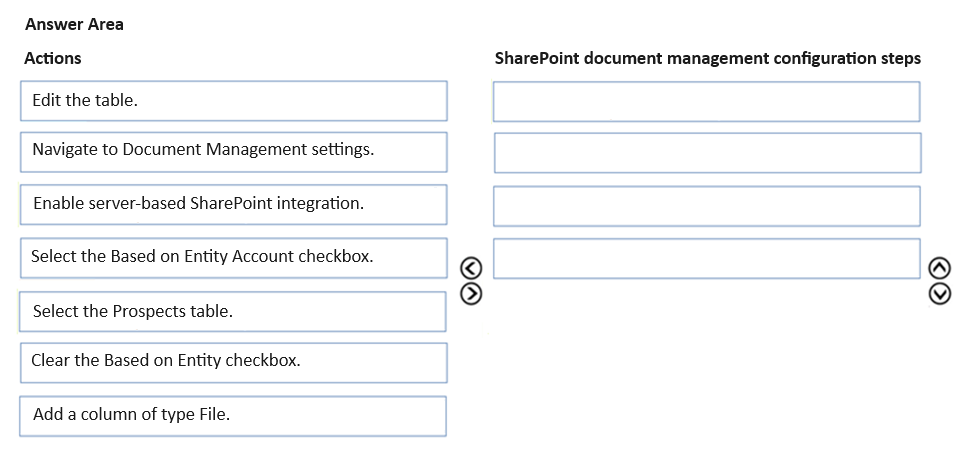 Answer Area
Actions
SharePoint document management configuration steps
Edit the table.
Navigate to Document Management settings.
Enable server-based SharePoint integration.
Select the Based on Entity Account checkbox.
Select the Prospects table.
Clear the Based on Entity checkbox.
Add a column of type File.